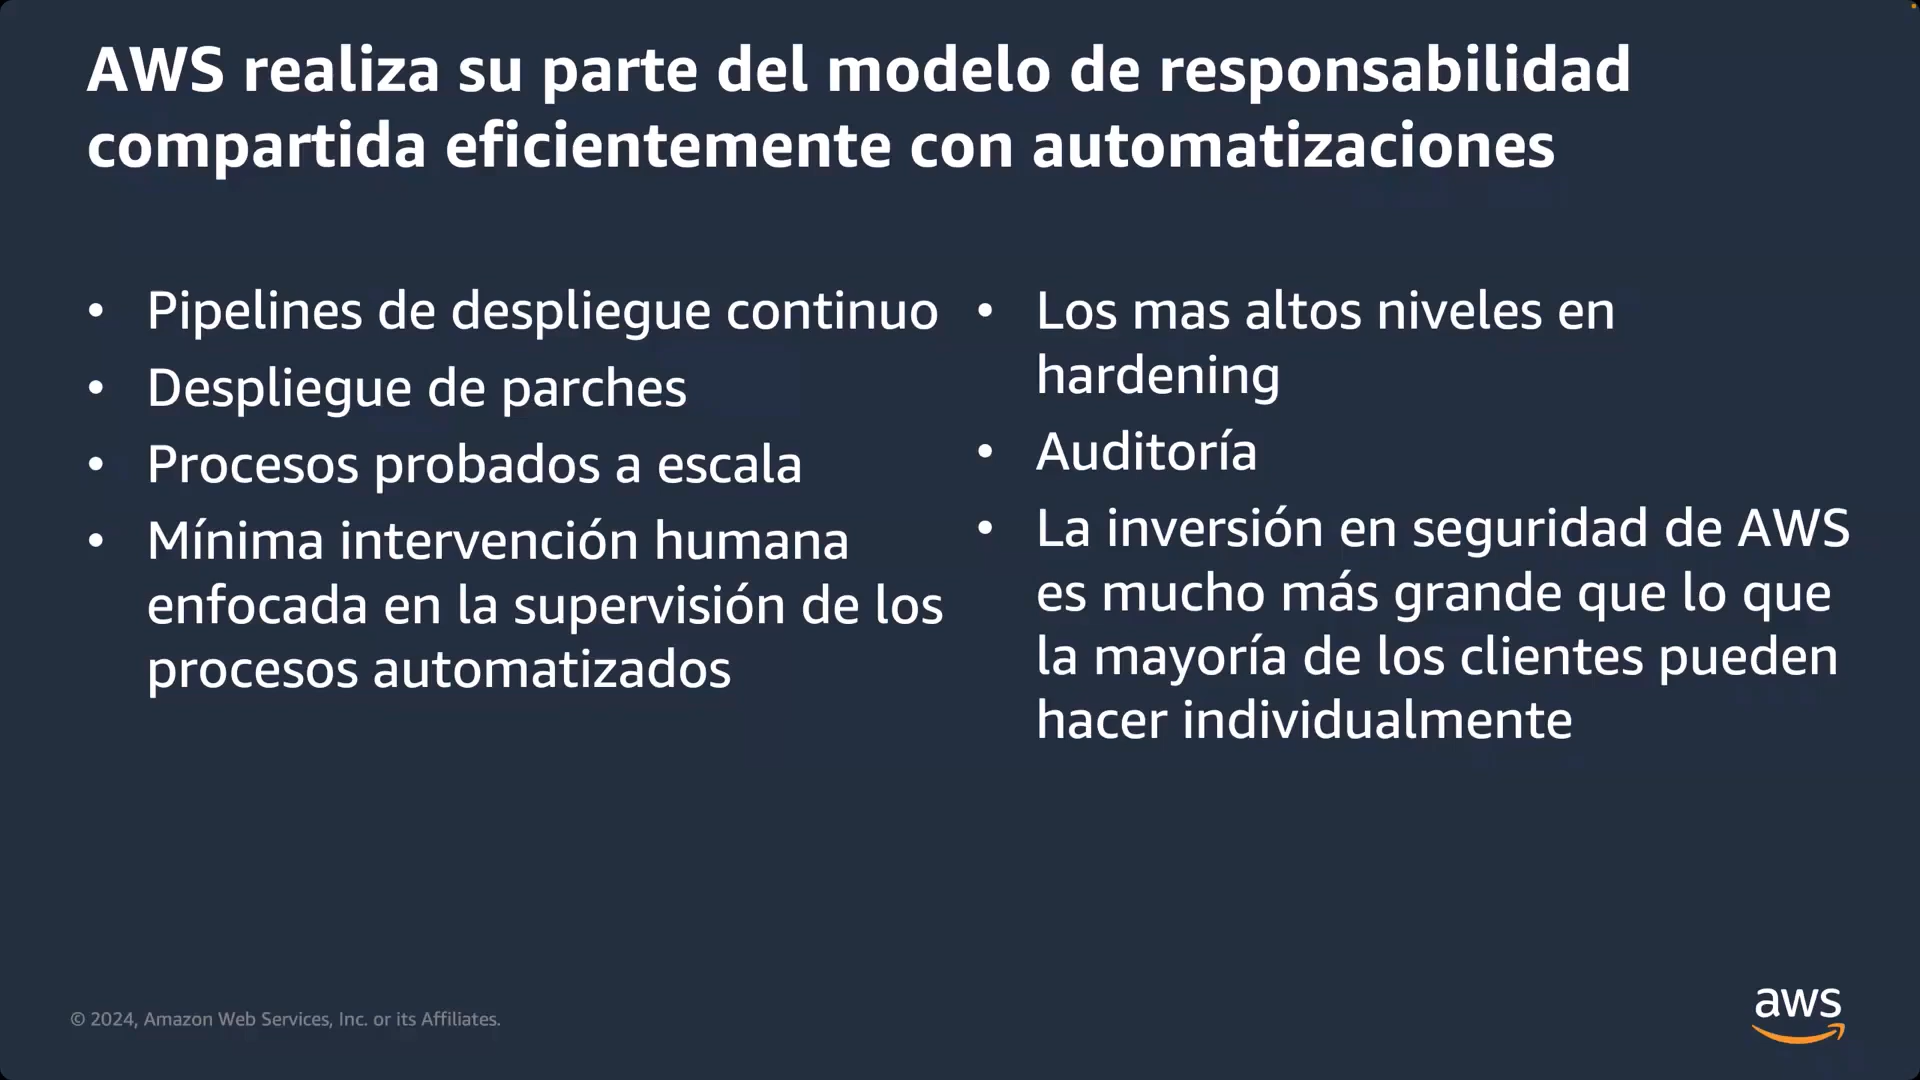 AWS realiza su parte del modelo de responsabilidad
compartida eficientemente con automatizaciones
• Pipelines de despliegue continuo
• Despliegue de parches
• Procesos probados a escala
• Mínima intervención humana
enfocada en la supervisión de los
procesos automatizados
• Los mas altos niveles en
hardening
• Auditoría
• La inversión en seguridad de AWS
es mucho más grande que lo que
la mayoría de los clientes pueden
hacer individualmente
© 2024, Amazon Web Services, Inc. or its Affiliates.
aws